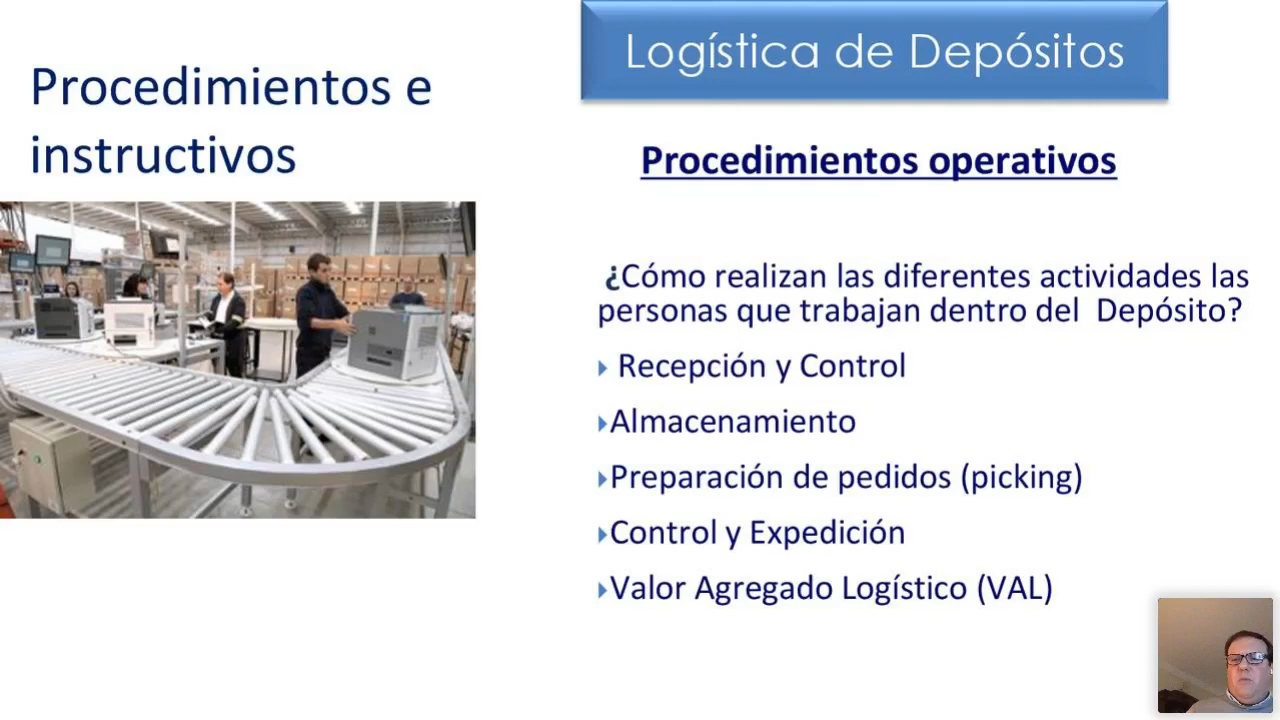 Logística de Depósitos
Procedimientos e
instructivos
Procedimientos operativos
¿Cómo realizan las diferentes actividades las
personas que trabajan dentro del Depósito?
Recepción y Control
Almacenamiento
Preparación de pedidos (picking)
Control y Expedición
Valor Agregado Logístico (VAL)